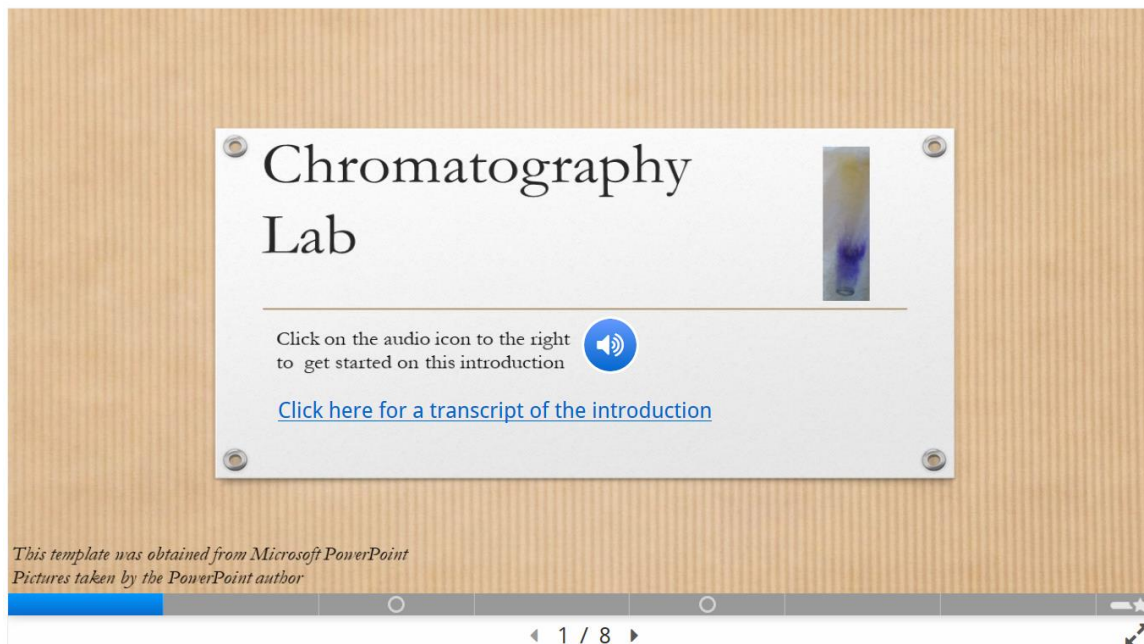 Chromatography
Lab
Click on the audio icon to the right
to get started on this introduction
Click here for a transcript of the introduction
This template was obtained from Microsoft PowerPoint
Pictures taken by the PowerPoint author
1 / 8